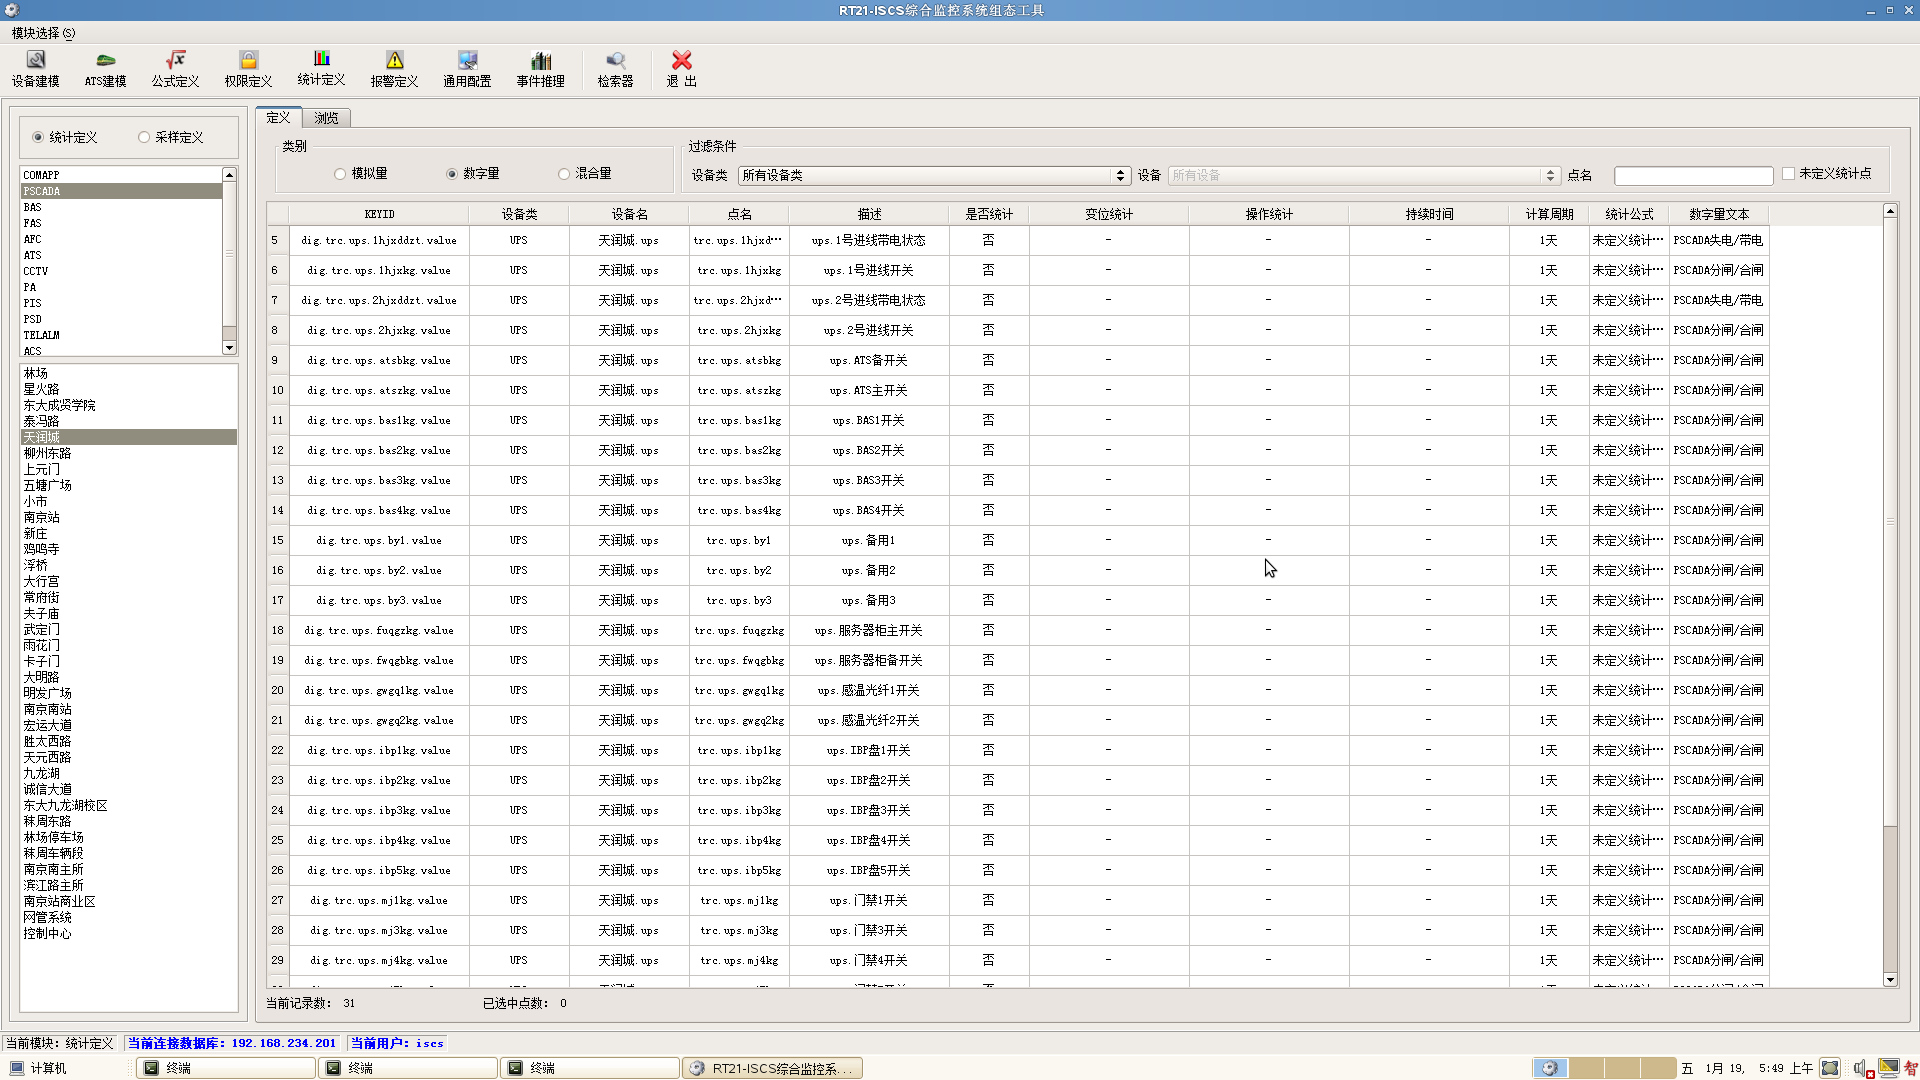 RT21-ISCS综合监控系统组态工具
模块选择 (S)
设备建模 ATS建模 公式定义 权限定义 统计定义 报警定义 通用配置 事件推理 检索器 退 出
统计定义 采样定义
COMAPP
PSCADA
BAS
FAS
AFC
ATS
CCTV
PA
PIS
PSD
TELALM
ACS
林场
星火路
东大成贤学院
泰冯路
天润城
柳州东路
上元门
五塘广场
小市
南京站
新庄
鸡鸣寺
浮桥
大行宫
常府街
夫子庙
武定门
雨花门
卡子门
大明路
明发广场
南京南站
宏运大道
胜太西路
天元西路
九龙湖
诚信大道
东大九龙湖校区
秣周东路
林场停车场
秣周车辆段
南京南主所
滨江路主所
南京站商业区
网管系统
控制中心
定义 浏览
类别
模拟量 数字量 混合量
过滤条件
设备类 所有设备类 设备 所有设备 点名 未定义统计点
KEYID 设备类 设备名 点名 描述 是否统计 变位统计 操作统计 持续时间 计算周期 统计公式 数字量文本
5 dig.trc.ups.1hjxddzt.value UPS 天润城.ups trc.ups.1hjxd… ups.1号进线带电状态 否 - - - 1天 未定义统计… PSCADA失电/带电
6 dig.trc.ups.1hjxkg.value UPS 天润城.ups trc.ups.1hjxkg ups.1号进线开关 否 - - - 1天 未定义统计… PSCADA分闸/合闸
7 dig.trc.ups.2hjxddzt.value UPS 天润城.ups trc.ups.2hjxd… ups.2号进线带电状态 否 - - - 1天 未定义统计… PSCADA失电/带电
8 dig.trc.ups.2hjxkg.value UPS 天润城.ups trc.ups.2hjxkg ups.2号进线开关 否 - - - 1天 未定义统计… PSCADA分闸/合闸
9 dig.trc.ups.atsbkg.value UPS 天润城.ups trc.ups.atsbkg ups.ATS备开关 否 - - - 1天 未定义统计… PSCADA分闸/合闸
10 dig.trc.ups.atszkg.value UPS 天润城.ups trc.ups.atszkg ups.ATS主开关 否 - - - 1天 未定义统计… PSCADA分闸/合闸
11 dig.trc.ups.bas1kg.value UPS 天润城.ups trc.ups.bas1kg ups.BAS1开关 否 - - - 1天 未定义统计… PSCADA分闸/合闸
12 dig.trc.ups.bas2kg.value UPS 天润城.ups trc.ups.bas2kg ups.BAS2开关 否 - - - 1天 未定义统计… PSCADA分闸/合闸
13 dig.trc.ups.bas3kg.value UPS 天润城.ups trc.ups.bas3kg ups.BAS3开关 否 - - - 1天 未定义统计… PSCADA分闸/合闸
14 dig.trc.ups.bas4kg.value UPS 天润城.ups trc.ups.bas4kg ups.BAS4开关 否 - - - 1天 未定义统计… PSCADA分闸/合闸
15 dig.trc.ups.by1.value UPS 天润城.ups trc.ups.by1 ups.备用1 否 - - - 1天 未定义统计… PSCADA分闸/合闸
16 dig.trc.ups.by2.value UPS 天润城.ups trc.ups.by2 ups.备用2 否 - - - 1天 未定义统计… PSCADA分闸/合闸
17 dig.trc.ups.by3.value UPS 天润城.ups trc.ups.by3 ups.备用3 否 - - - 1天 未定义统计… PSCADA分闸/合闸
18 dig.trc.ups.fuqgzkg.value UPS 天润城.ups trc.ups.fuqgzkg ups.服务器柜主开关 否 - - - 1天 未定义统计… PSCADA分闸/合闸
19 dig.trc.ups.fwqgbkg.value UPS 天润城.ups trc.ups.fwqgbkg ups.服务器柜备开关 否 - - - 1天 未定义统计… PSCADA分闸/合闸
20 dig.trc.ups.gwgq1kg.value UPS 天润城.ups trc.ups.gwgq1kg ups.感温光纤1开关 否 - - - 1天 未定义统计… PSCADA分闸/合闸
21 dig.trc.ups.gwgq2kg.value UPS 天润城.ups trc.ups.gwgq2kg ups.感温光纤2开关 否 - - - 1天 未定义统计… PSCADA分闸/合闸
22 dig.trc.ups.ibp1kg.value UPS 天润城.ups trc.ups.ibp1kg ups.IBP盘1开关 否 - - - 1天 未定义统计… PSCADA分闸/合闸
23 dig.trc.ups.ibp2kg.value UPS 天润城.ups trc.ups.ibp2kg ups.IBP盘2开关 否 - - - 1天 未定义统计… PSCADA分闸/合闸
24 dig.trc.ups.ibp3kg.value UPS 天润城.ups trc.ups.ibp3kg ups.IBP盘3开关 否 - - - 1天 未定义统计… PSCADA分闸/合闸
25 dig.trc.ups.ibp4kg.value UPS 天润城.ups trc.ups.ibp4kg ups.IBP盘4开关 否 - - - 1天 未定义统计… PSCADA分闸/合闸
26 dig.trc.ups.ibp5kg.value UPS 天润城.ups trc.ups.ibp5kg ups.IBP盘5开关 否 - - - 1天 未定义统计… PSCADA分闸/合闸
27 dig.trc.ups.mj1kg.value UPS 天润城.ups trc.ups.mj1kg ups.门禁1开关 否 - - - 1天 未定义统计… PSCADA分闸/合闸
28 dig.trc.ups.mj3kg.value UPS 天润城.ups trc.ups.mj3kg ups.门禁3开关 否 - - - 1天 未定义统计… PSCADA分闸/合闸
29 dig.trc.ups.mj4kg.value UPS 天润城.ups trc.ups.mj4kg ups.门禁4开关 否 - - - 1天 未定义统计… PSCADA分闸/合闸
当前记录数: 31 已选中点数: 0
当前模块: 统计定义 当前连接数据库: 192.168.234.201 当前用户: iscs
计算机 终端 终端 终端 RT21-ISCS综合监控系... 五 1月 19, 5:49 上午 智